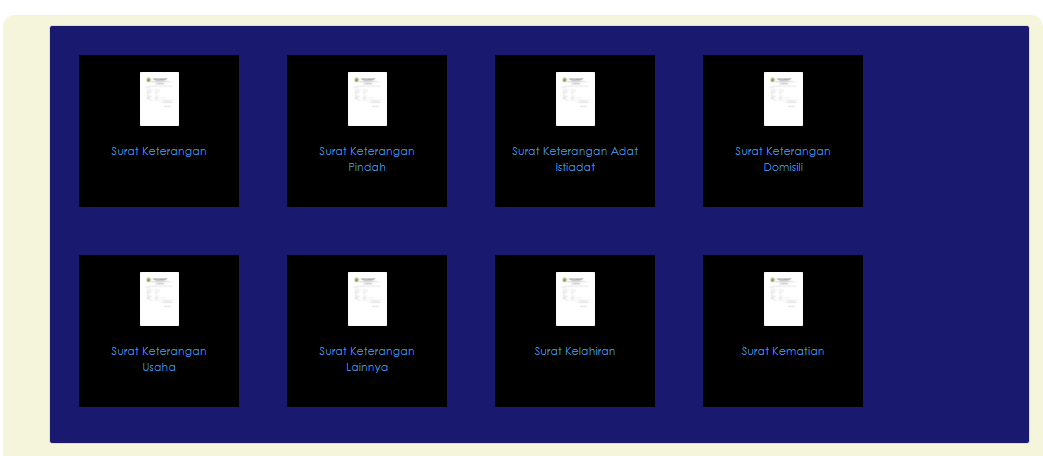 Surat Keterangan
Surat Keterangan
Pindah
Surat Keterangan Adat
Istiadat
Surat Keterangan
Domisili
Surat Keterangan
Usaha
Surat Keterangan
Lainnya
Surat Kelahiran
Surat Kematian